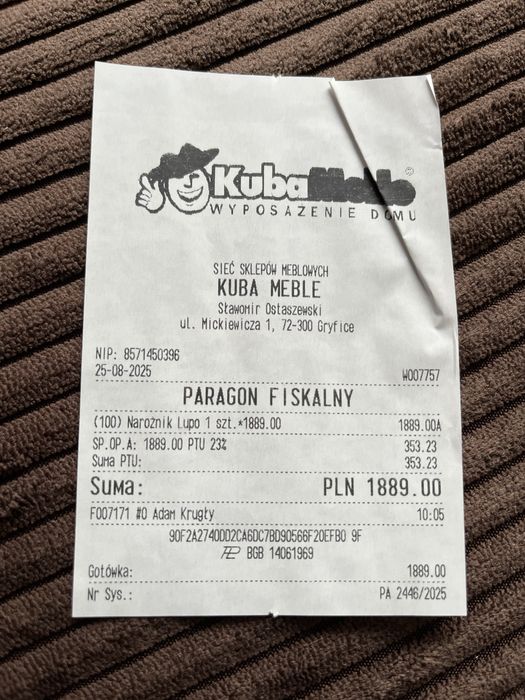 KubaMeble®
WYPOSAŻENIE DOMU
SIEĆ SKLEPÓW MEBLOWYCH
KUBA MEBLE
Sławomir Ostaszewski
ul. Mickiewicza 1, 72-300 Gryfice
NIP: 8571450396
25-08-2025 W007757
PARAGON FISKALNY
(100) Narożnik Lupo 1 szt.*1889.00 1889.00A
SP.OP.A: 1889.00 PTU 23% 353.23
Suma PTU: 353.23
Suma: PLN 1889.00
F007171 #0 Adam Krugły 10:05
90F2A2740DD2CA6DC7BD90566F20EFB0 9F
BGB 14061969
Gotówka: 1889.00
Nr Sys.: PA 2446/2025